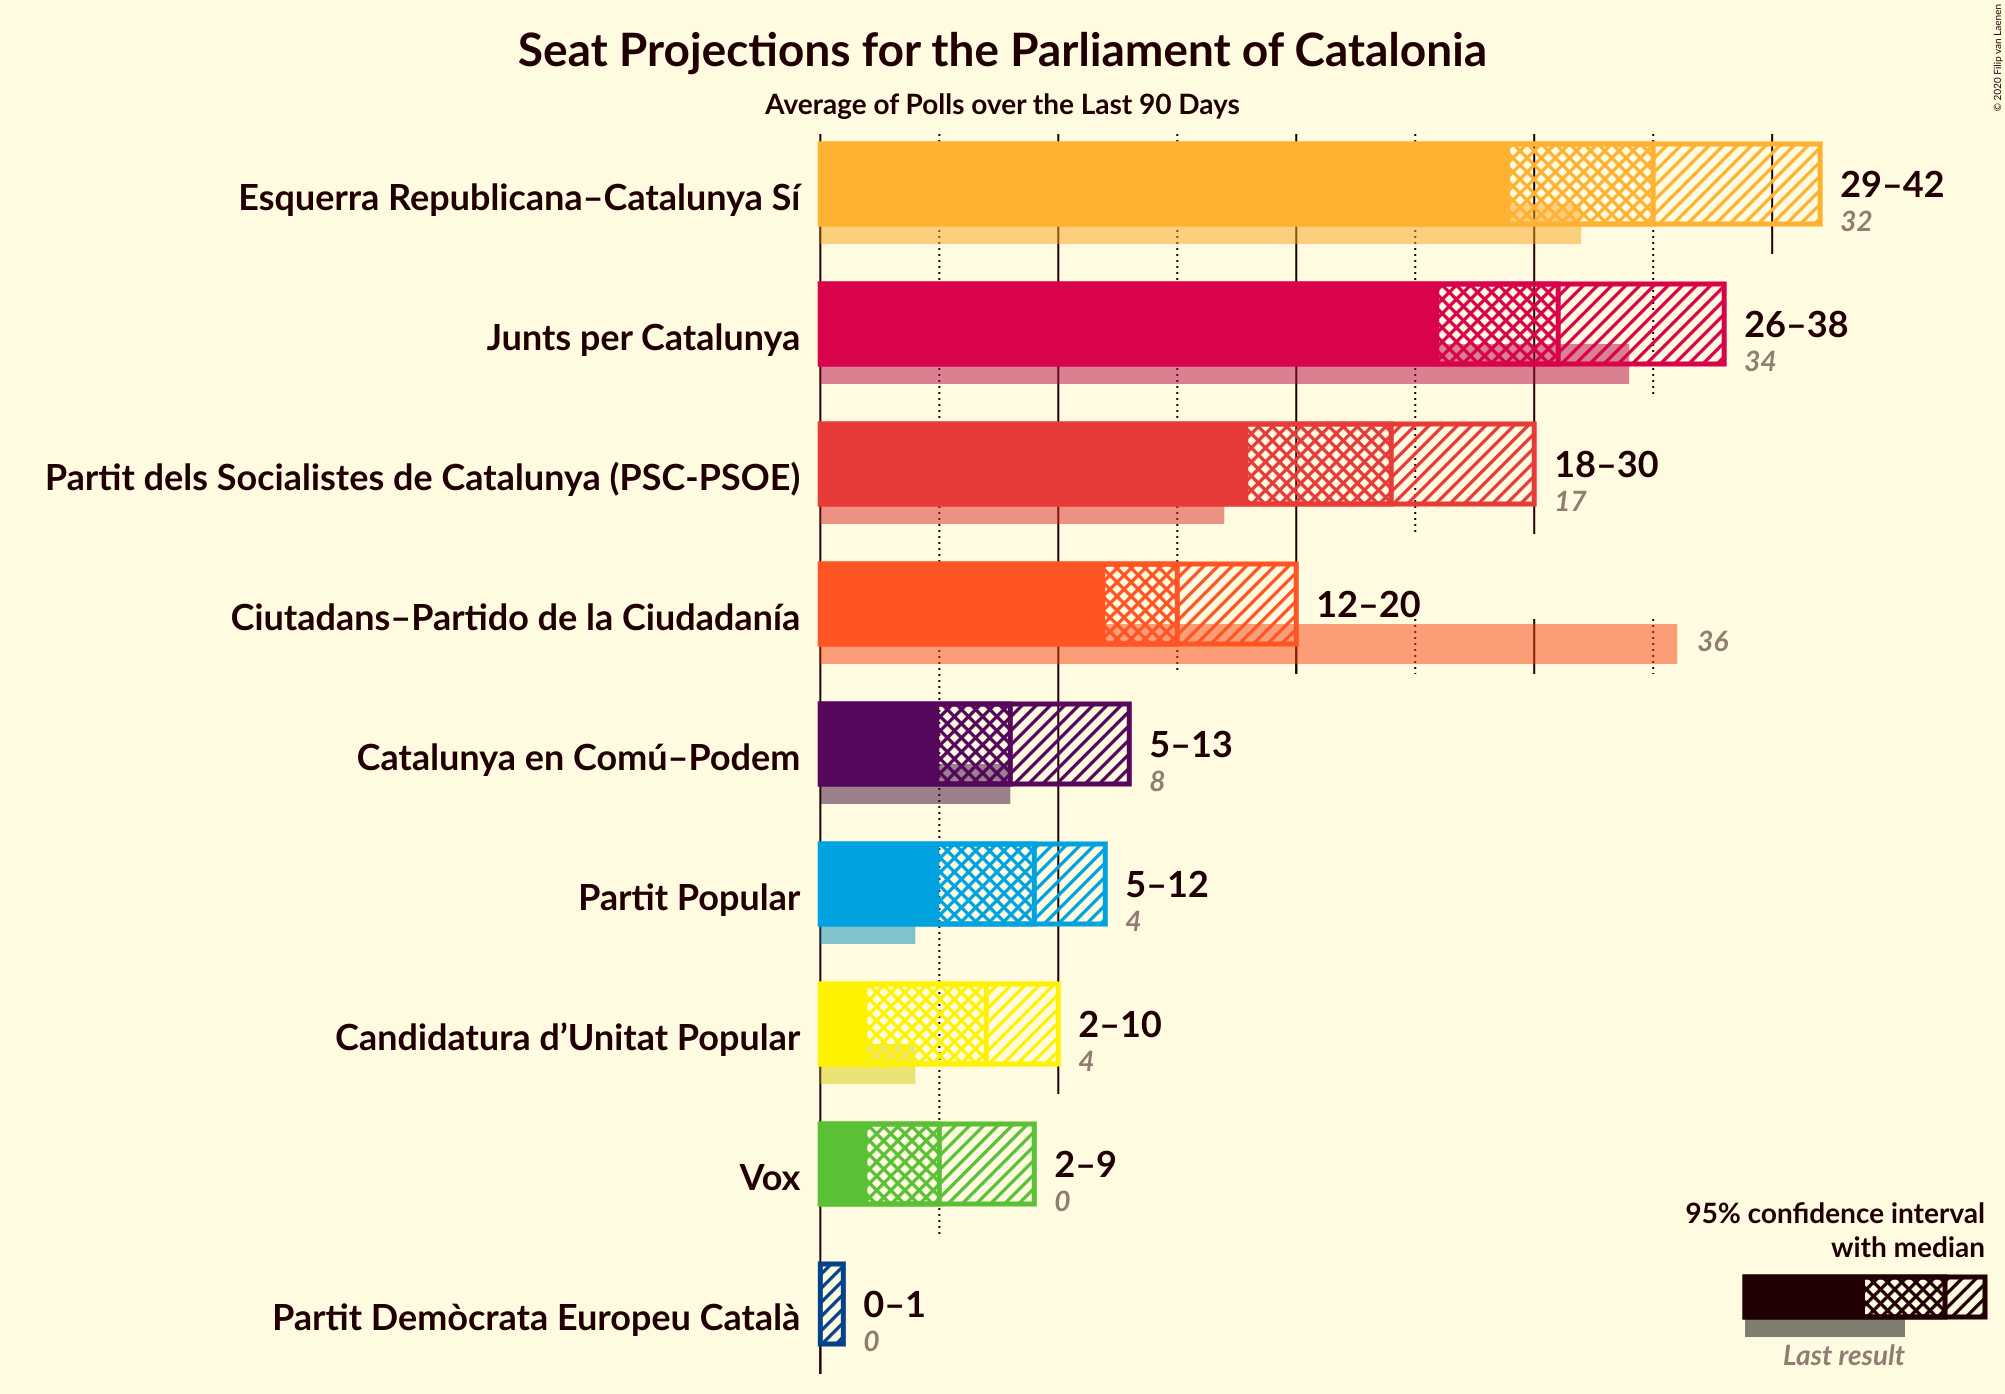 Seat Projections for the Parliament of Catalonia
Average of Polls over the Last 90 Days
© 2020 Filip van Laenen
Esquerra Republicana–Catalunya Sí
29–42
32
Junts per Catalunya
26–38
34
Partit dels Socialistes de Catalunya (PSC-PSOE)
18–30
17
Ciutadans–Partido de la Ciudadanía
12–20
36
Catalunya en Comú–Podem
5–13
8
Partit Popular
5–12
4
Candidatura d’Unitat Popular
2–10
4
Vox
2–9
0
Partit Demòcrata Europeu Català
0–1
0
95% confidence interval
with median
Last result